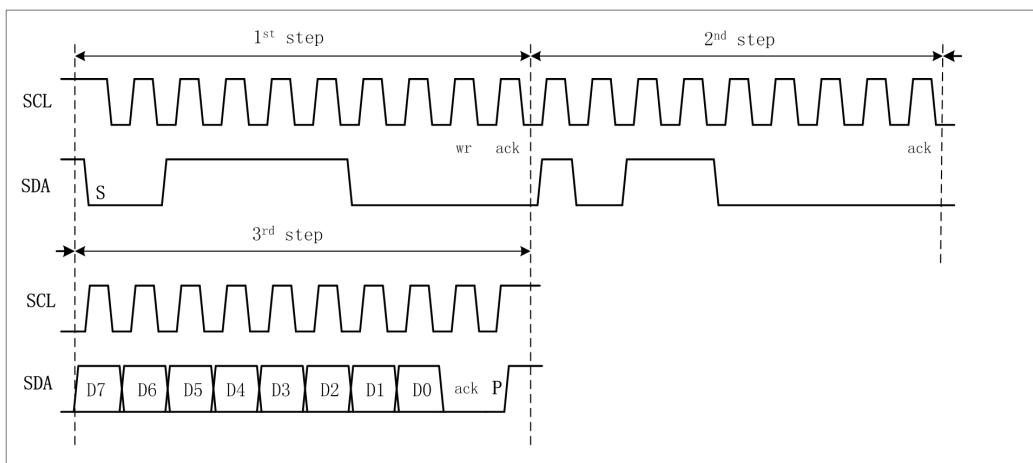 1st step 2nd step
SCL
wr ack ack
SDA S
3rd step
SCL
SDA D7 D6 D5 D4 D3 D2 D1 D0 ack P